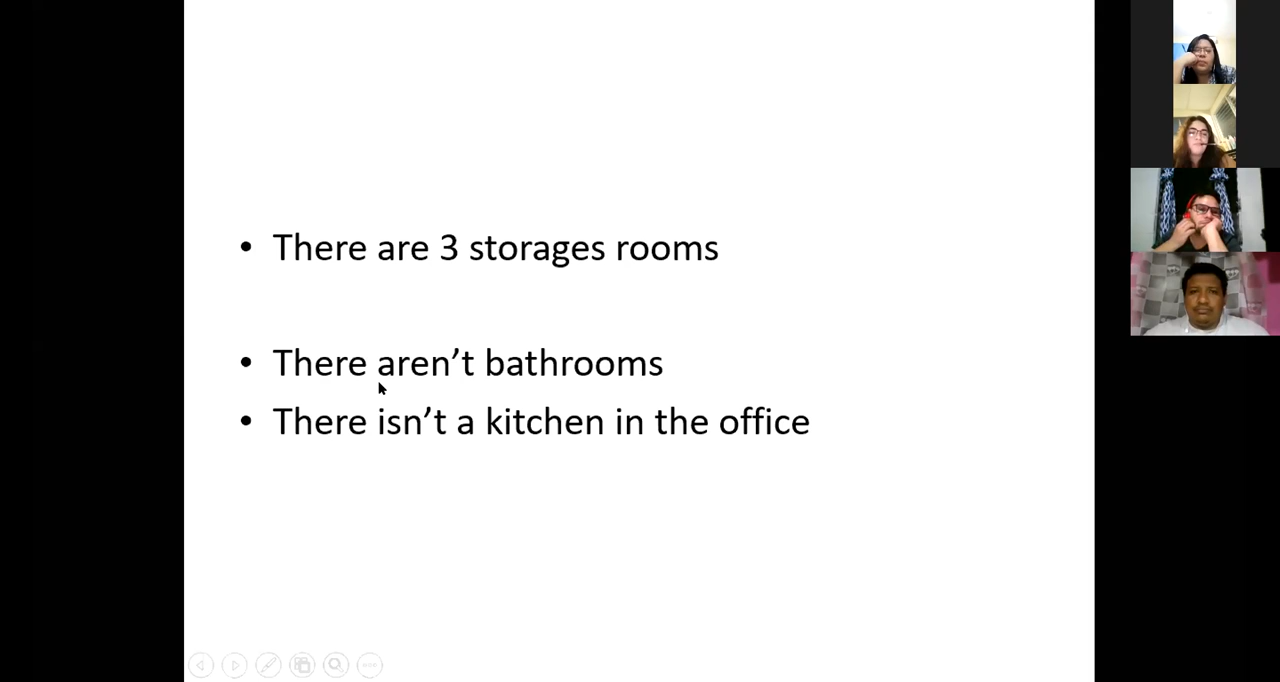 • There are 3 storages rooms
• There aren’t bathrooms
• There isn’t a kitchen in the office